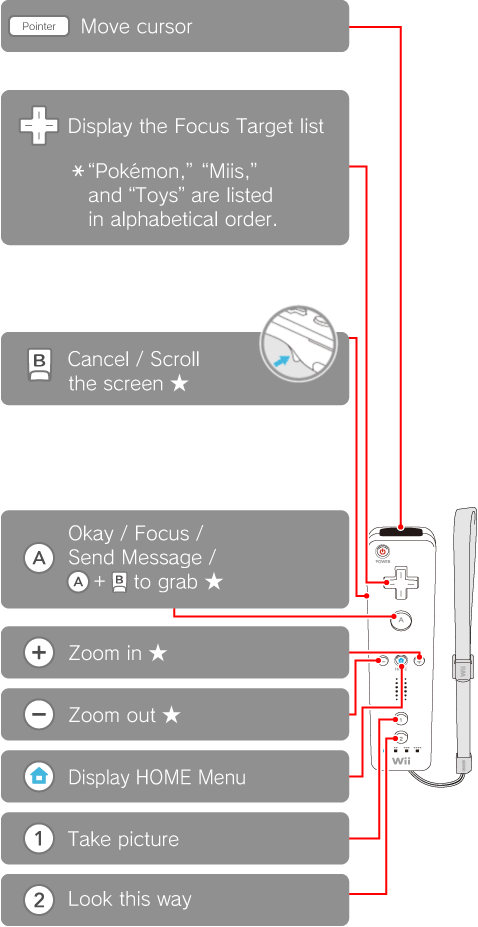 Pointer Move cursor
Display the Focus Target list
*“Pokémon,” “Miis,”
and “Toys” are listed
in alphabetical order.
B Cancel / Scroll
the screen ★
Okay / Focus /
A Send Message /
A + B to grab ★
+ Zoom in ★
− Zoom out ★
Display HOME Menu
1 Take picture
2 Look this way
POWER
A
HOME
1
2
Wii
Wii